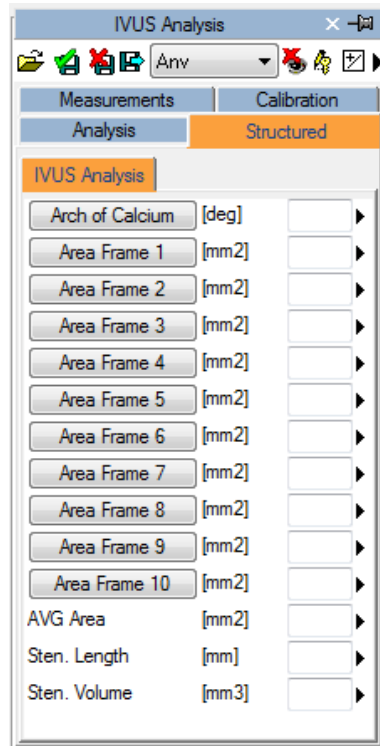 IVUS Analysis
Any
Measurements Calibration
Analysis Structured
IVUS Analysis
Arch of Calcium [deg]
Area Frame 1 [mm2]
Area Frame 2 [mm2]
Area Frame 3 [mm2]
Area Frame 4 [mm2]
Area Frame 5 [mm2]
Area Frame 6 [mm2]
Area Frame 7 [mm2]
Area Frame 8 [mm2]
Area Frame 9 [mm2]
Area Frame 10 [mm2]
AVG Area [mm2]
Sten. Length [mm]
Sten. Volume [mm3]